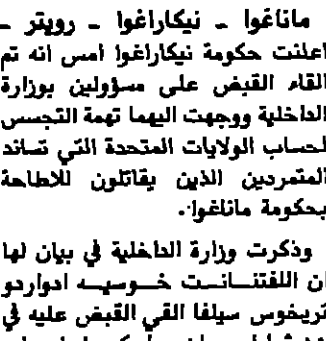 ماناغوا ـ نيكاراغوا ـ رويتر ـ
اعلنت حكومة نيكاراغوا امس انه تم
القاء القبض على مسؤولين بوزارة
الداخلية ووجهت اليهما تهمة التجسس
لحساب الولايات المتحدة التي تساند
المتمردين الذين يقاتلون للاطاحة
بحكومة ماناغوا.
وذكرت وزارة الداخلية في بيان لها
ان اللفتنانت خوسيه ادواردو
تريخوس سيلفا القي القبض عليه في